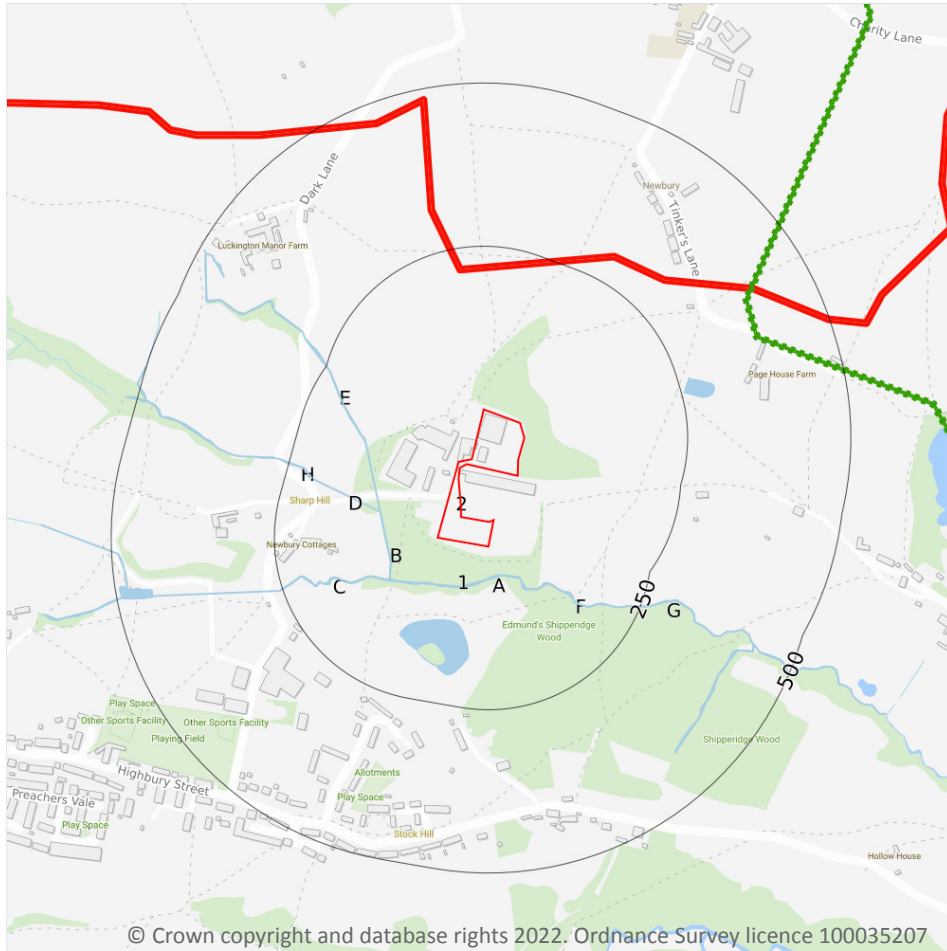 Charity Lane
Dark Lane
Newbury
Tinker's Lane
Luckington Manor Farm
Page House Farm
E
H
Sharp Hill
D
2
Newbury Cottages
B
C
1
A
F
250
G
Edmund's Shipperidge
Wood
500
Play Space
Other Sports Facility
Other Sports Facility
Playing Field
Shipperidge Wood
Highbury Street
Allotments
Preachers Vale
Play Space
Play Space
Stock Hill
Hollow House
© Crown copyright and database rights 2022. Ordnance Survey licence 100035207